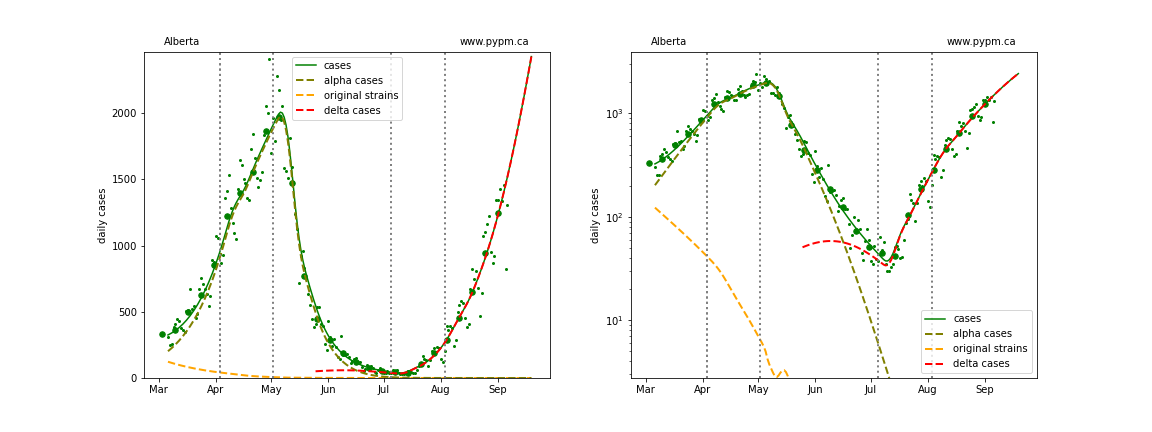 Alberta
www.pypm.ca
cases
alpha cases
original strains
delta cases
daily cases
2000
1500
1000
500
0
Mar Apr May Jun Jul Aug Sep
Alberta
www.pypm.ca
daily cases
10³
10²
10¹
cases
alpha cases
original strains
delta cases
Mar Apr May Jun Jul Aug Sep